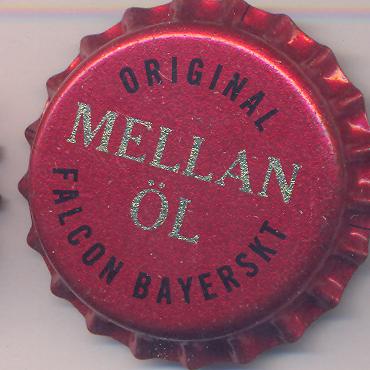 ORIGINAL
MELLAN
ÖL
FALCON BAYERSKT